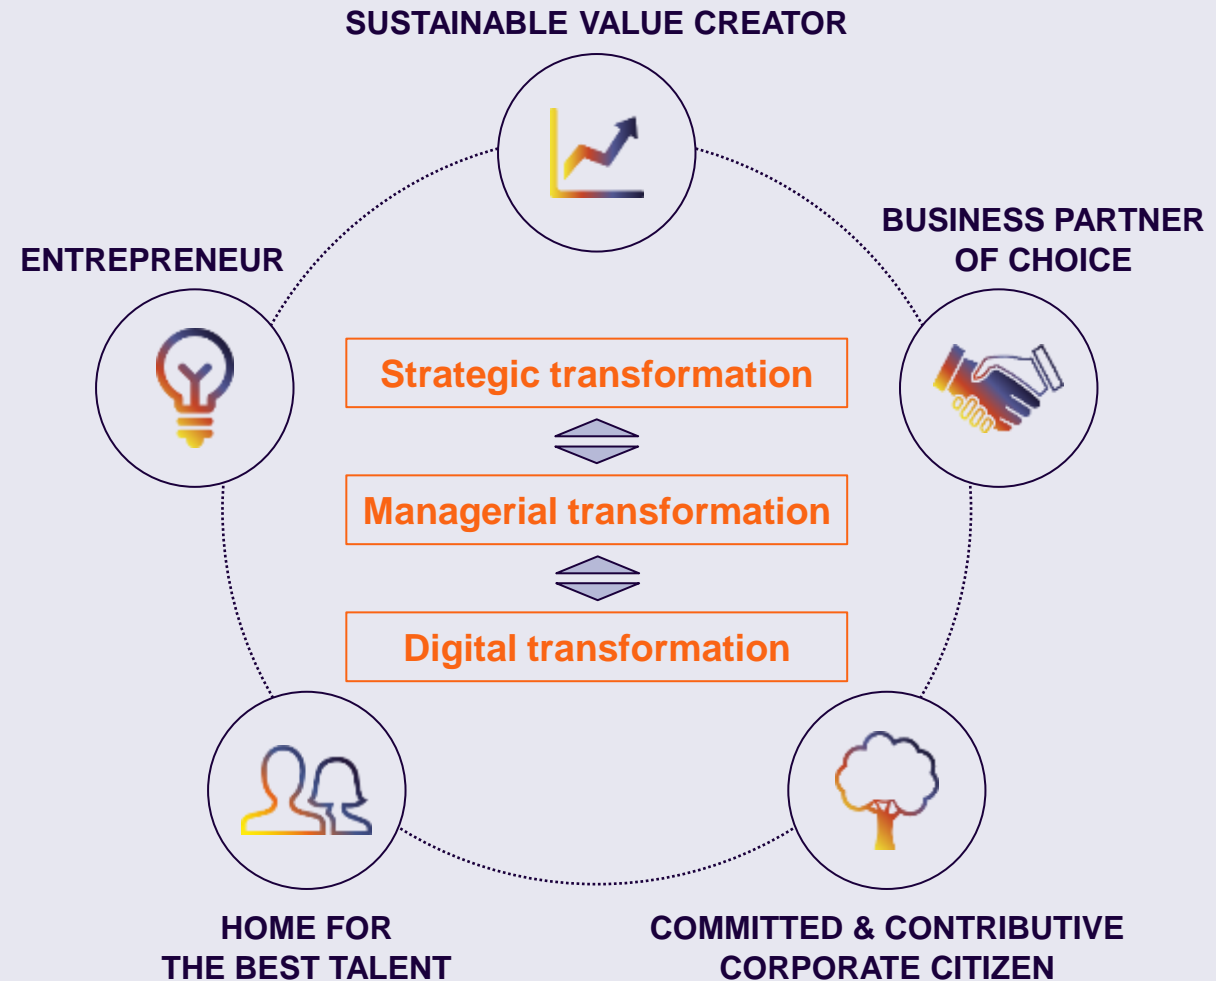 SUSTAINABLE VALUE CREATOR
BUSINESS PARTNER
OF CHOICE
ENTREPRENEUR
Strategic transformation
Managerial transformation
Digital transformation
HOME FOR
THE BEST TALENT
COMMITTED & CONTRIBUTIVE
CORPORATE CITIZEN